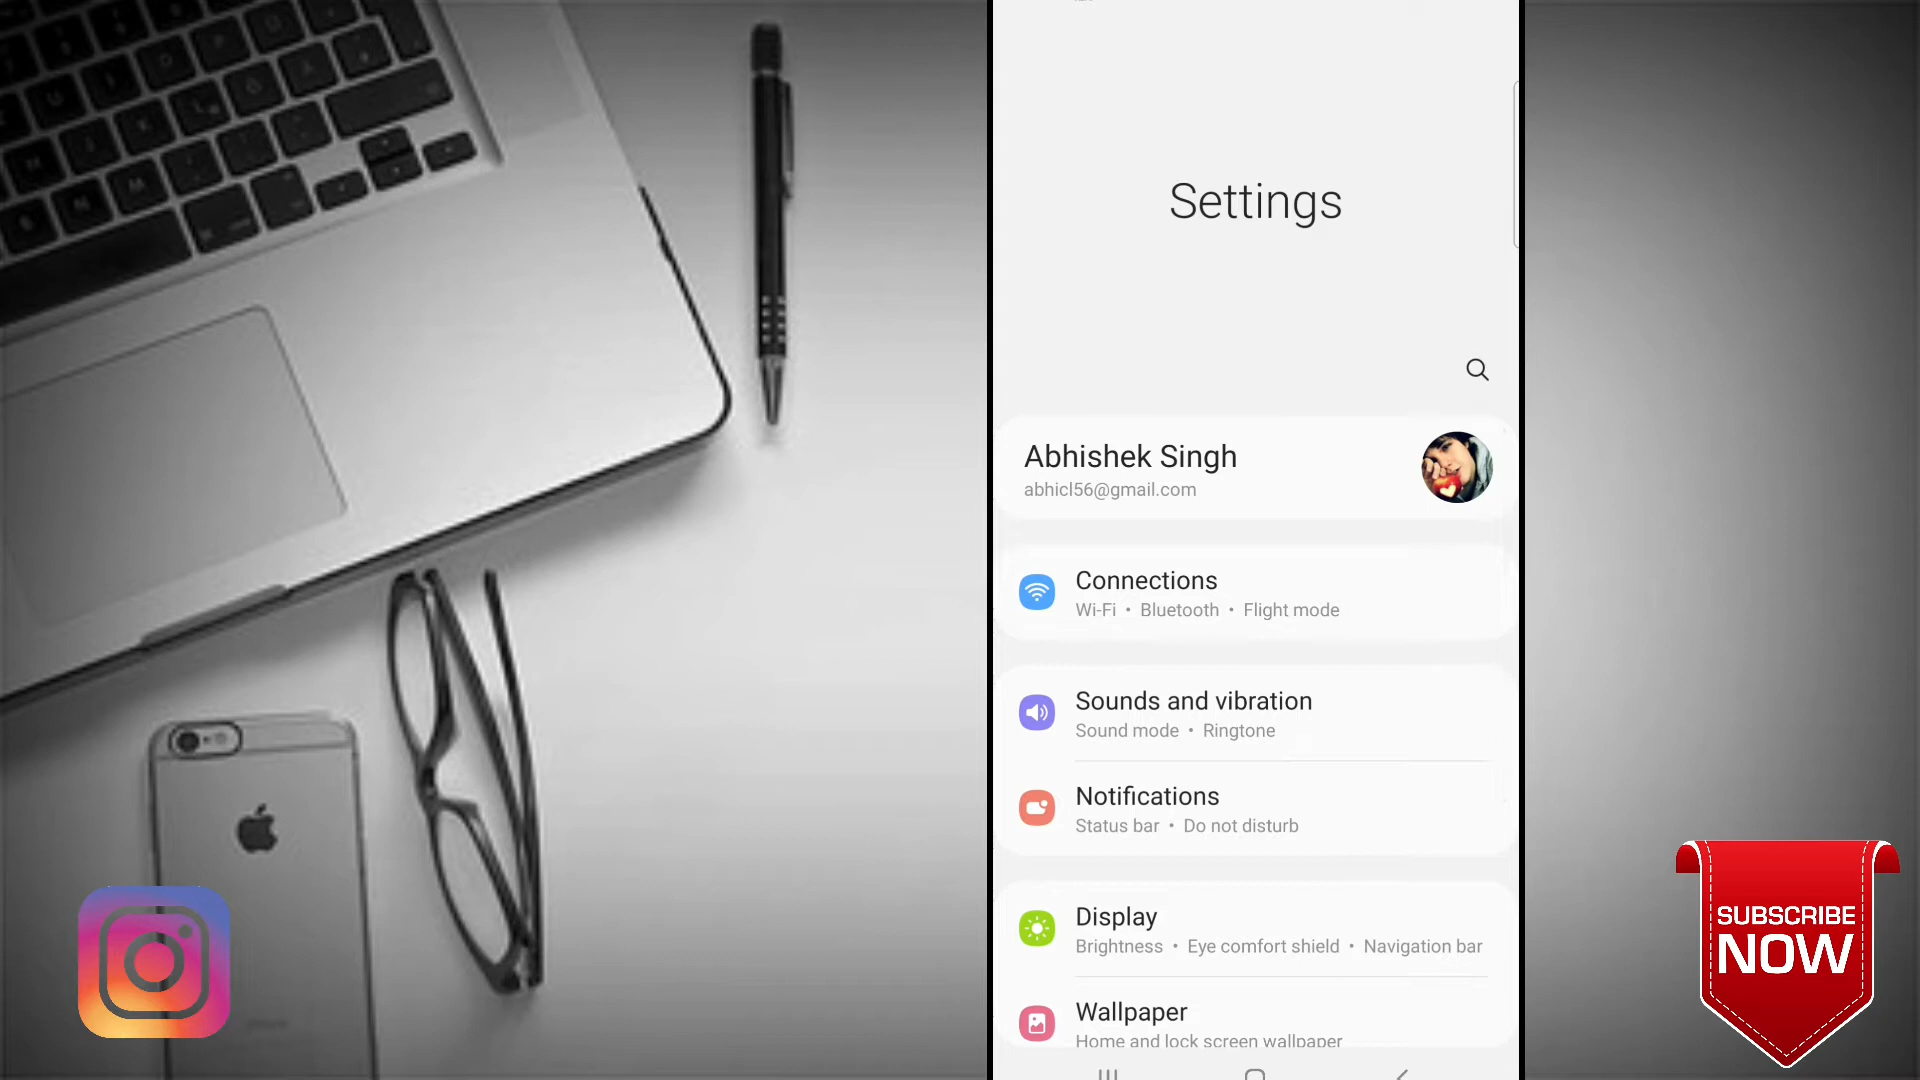 Settings
Abhishek Singh
abhicl56@gmail.com
Connections
Wi-Fi • Bluetooth • Flight mode
Sounds and vibration
Sound mode • Ringtone
Notifications
Status bar • Do not disturb
Display
Brightness • Eye comfort shield • Navigation bar
Wallpaper
Home and lock screen wallpaper
SUBSCRIBE
NOW